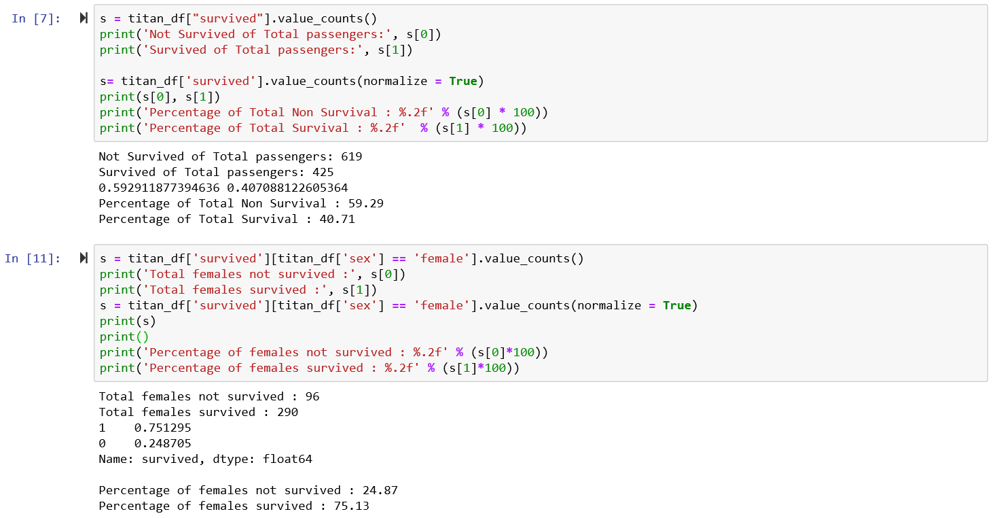 In [7]:
s = titan_df["survived"].value_counts()
print('Not Survived of Total passengers:', s[0])
print('Survived of Total passengers:', s[1])
s= titan_df['survived'].value_counts(normalize = True)
print(s[0], s[1])
print('Percentage of Total Non Survival : %.2f' % (s[0] * 100))
print('Percentage of Total Survival : %.2f'  % (s[1] * 100))
Not Survived of Total passengers: 619
Survived of Total passengers: 425
0.592911877394636 0.407088122605364
Percentage of Total Non Survival : 59.29
Percentage of Total Survival : 40.71
In [11]:
s = titan_df['survived'][titan_df['sex'] == 'female'].value_counts()
print('Total females not survived :', s[0])
print('Total females survived :', s[1])
s = titan_df['survived'][titan_df['sex'] == 'female'].value_counts(normalize = True)
print(s)
print()
print('Percentage of females not survived : %.2f' % (s[0]*100))
print('Percentage of females survived : %.2f' % (s[1]*100))
Total females not survived : 96
Total females survived : 290
1    0.751295
0    0.248705
Name: survived, dtype: float64
Percentage of females not survived : 24.87
Percentage of females survived : 75.13